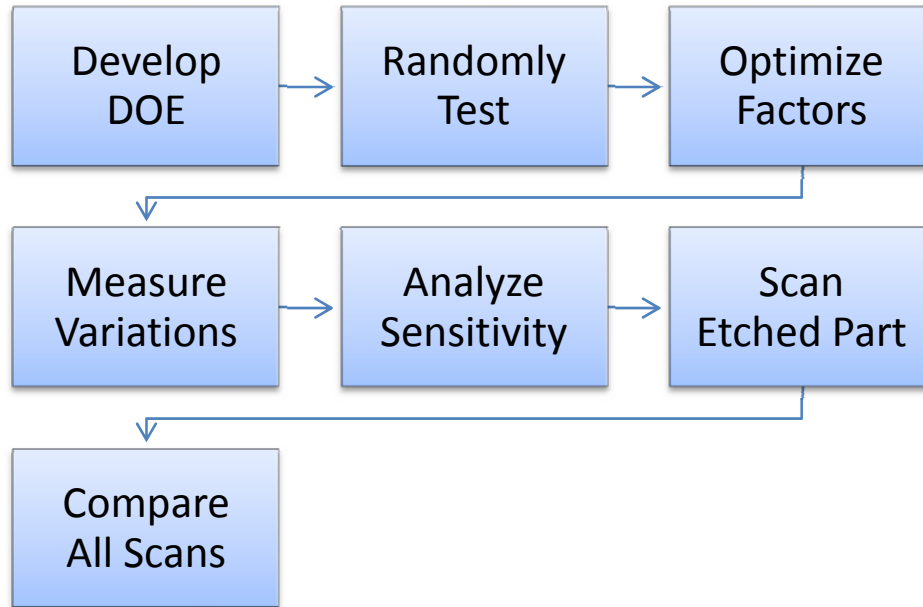 Develop
DOE
Randomly
Test
Optimize
Factors
Measure
Variations
Analyze
Sensitivity
Scan
Etched Part
Compare
All Scans